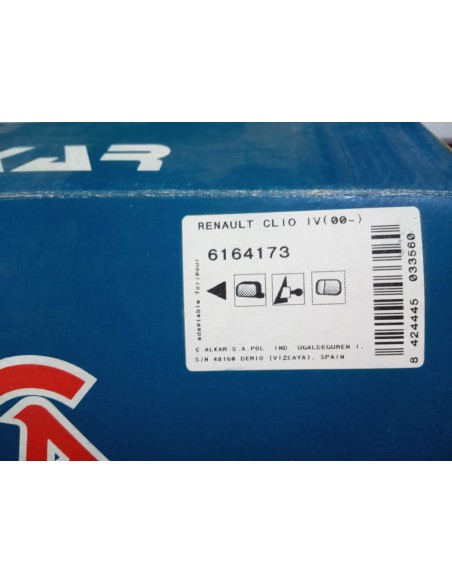 KAR
RENAULT CLIO IV(00-)
6164173
adaptable for/Pour
C.ALKAR S.A.POL. IND. UGALDEGUREN I.
S/N 48160 DERIO (VIZCAYA). SPAIN
8 424445 033560